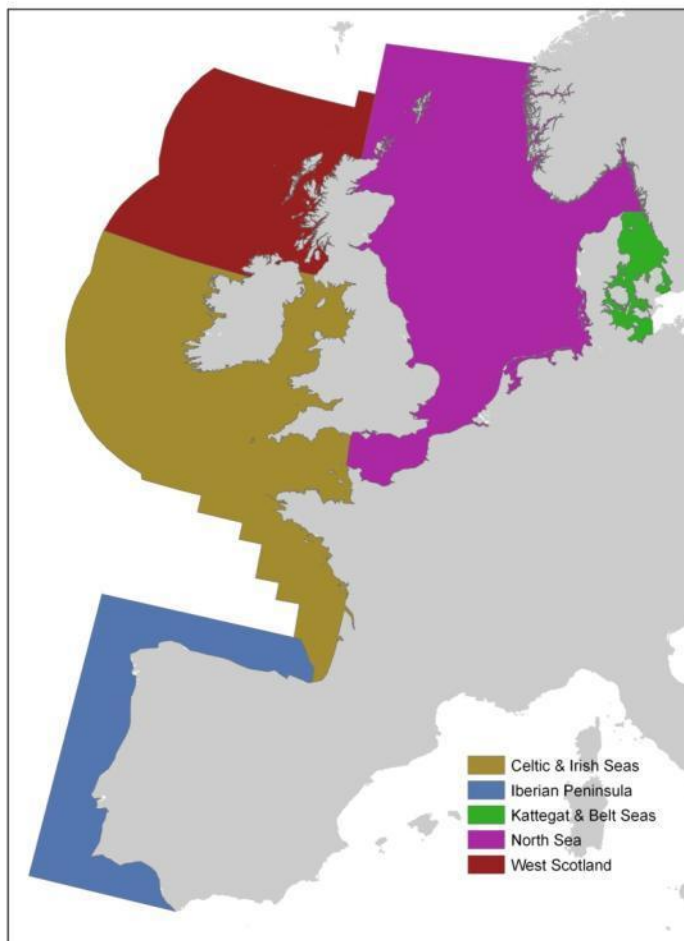 Celtic & Irish Seas
Iberian Peninsula
Kattegat & Belt Seas
North Sea
West Scotland